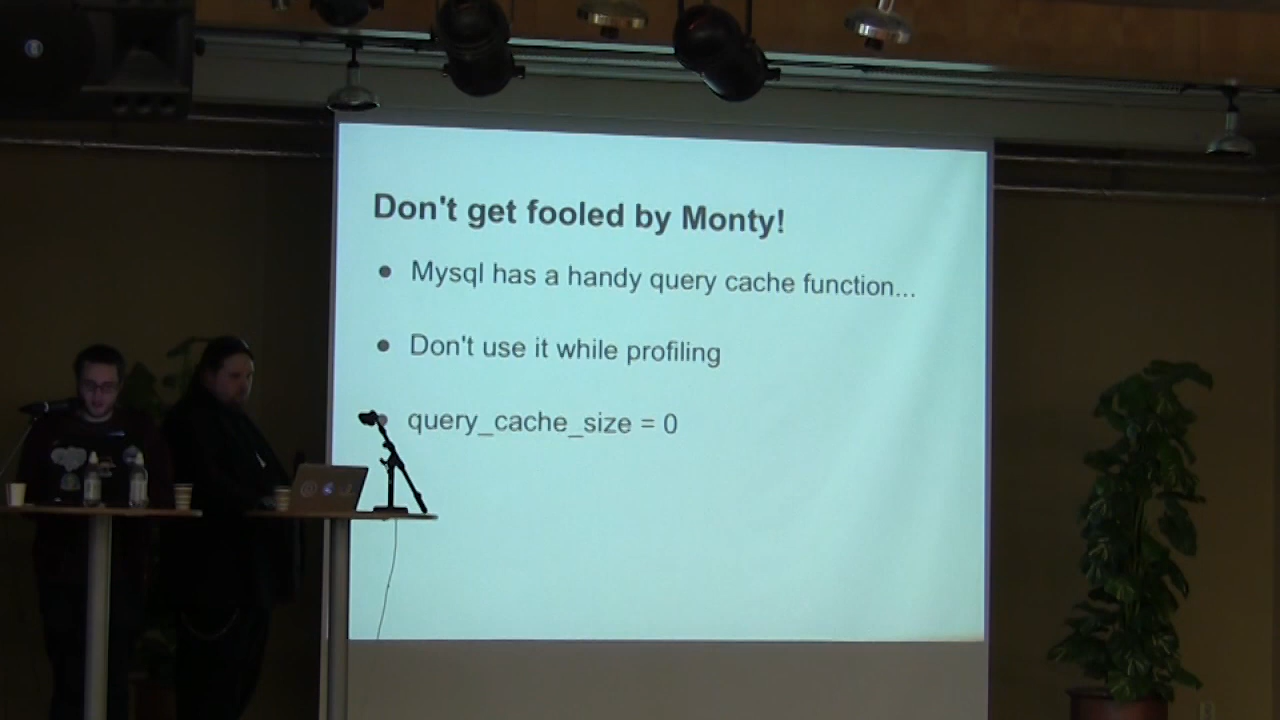 Don't get fooled by Monty!
● Mysql has a handy query cache function...
● Don't use it while profiling
● query_cache_size = 0